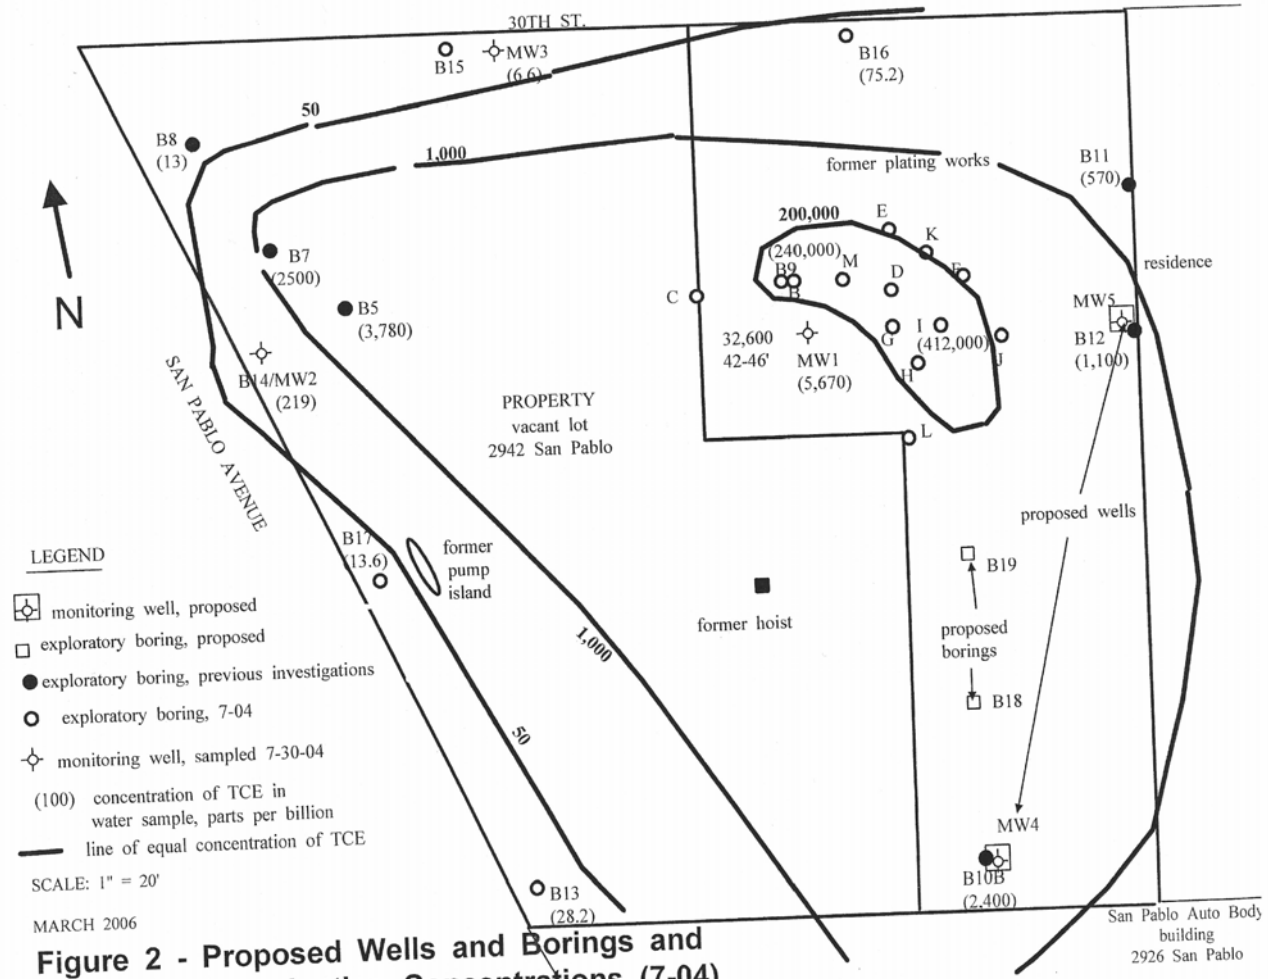 30TH ST.
B15
MW3
(6.6)
B16
(75.2)
50
B8
(13)
1,000
former plating works
B11
(570)
200,000
E
K
F
(240,000)
B9
B
M
D
C
residence
B7
(2500)
B5
(3,780)
N
MW5
B12
(1,100)
32,600
42-46'
MW1
(5,670)
G
I
(412,000)
J
H
L
B14/MW2
(219)
SAN PABLO AVENUE
PROPERTY
vacant lot
2942 San Pablo
proposed wells
B17
(13.6)
former
pump
island
B19
proposed
borings
B18
former hoist
1,000
50
MW4
B10B
(2,400)
B13
(28.2)
San Pablo Auto Body
building
2926 San Pablo
LEGEND
monitoring well, proposed
exploratory boring, proposed
exploratory boring, previous investigations
exploratory boring, 7-04
monitoring well, sampled 7-30-04
(100) concentration of TCE in
water sample, parts per billion
line of equal concentration of TCE
SCALE: 1" = 20'
MARCH 2006
Figure 2 - Proposed Wells and Borings and
Concentrations (7-04)